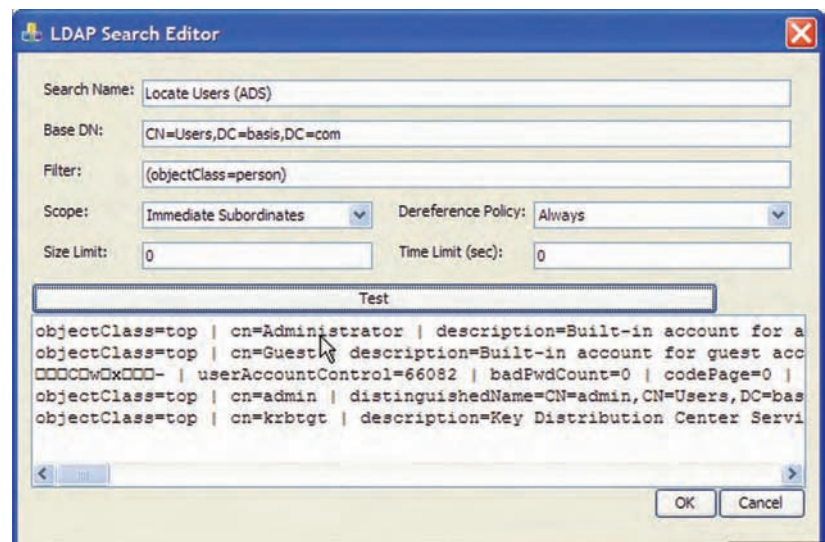 LDAP Search Editor
Search Name: Locate Users (ADS)
Base DN: CN=Users,DC=basis,DC=com
Filter: (objectClass=person)
Scope: Immediate Subordinates Dereference Policy: Always
Size Limit: 0 Time Limit (sec): 0
Test
objectClass=top | cn=Administrator | description=Built-in account for a
objectClass=top | cn=Guest description=Built-in account for guest acc
□□□C□w□x□□□- | userAccountControl=66082 | badPwdCount=0 | codePage=0 |
objectClass=top | cn=admin | distinguishedName=CN=admin,CN=Users,DC=bas
objectClass=top | cn=krbtgt | description=Key Distribution Center Servi
OK Cancel